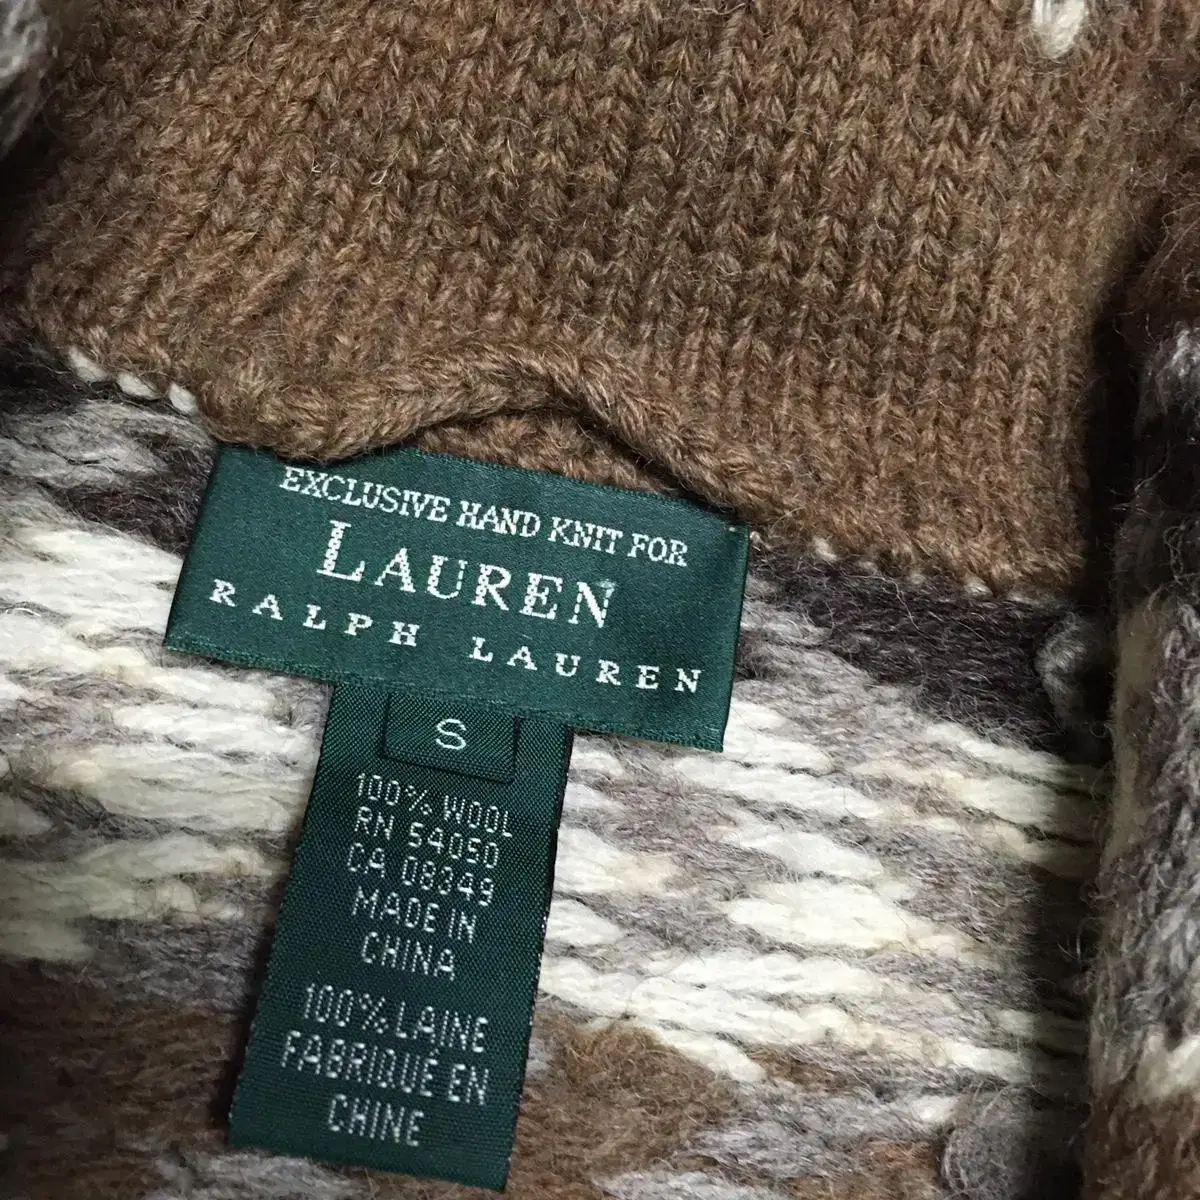 EXCLUSIVE HAND KNIT FOR
LAUREN
RALPH LAUREN
S
100% WOOL
RN 54050
CA 08349
MADE IN
CHINA
100% LAINE
FABRIQUÉ EN
CHINE